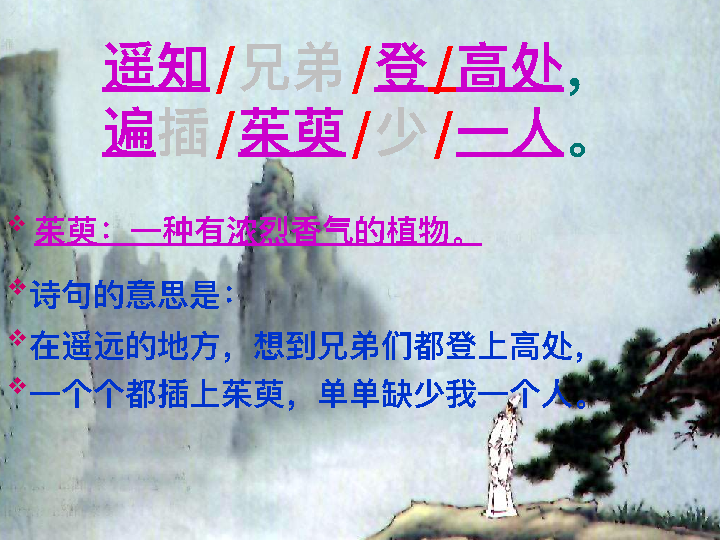 遥知/兄弟/登/高处，
遍插/茱萸/少/一人。
茱萸：一种有浓烈香气的植物。
诗句的意思是：
在遥远的地方，想到兄弟们都登上高处，
一个个都插上茱萸，单单缺少我一个人。